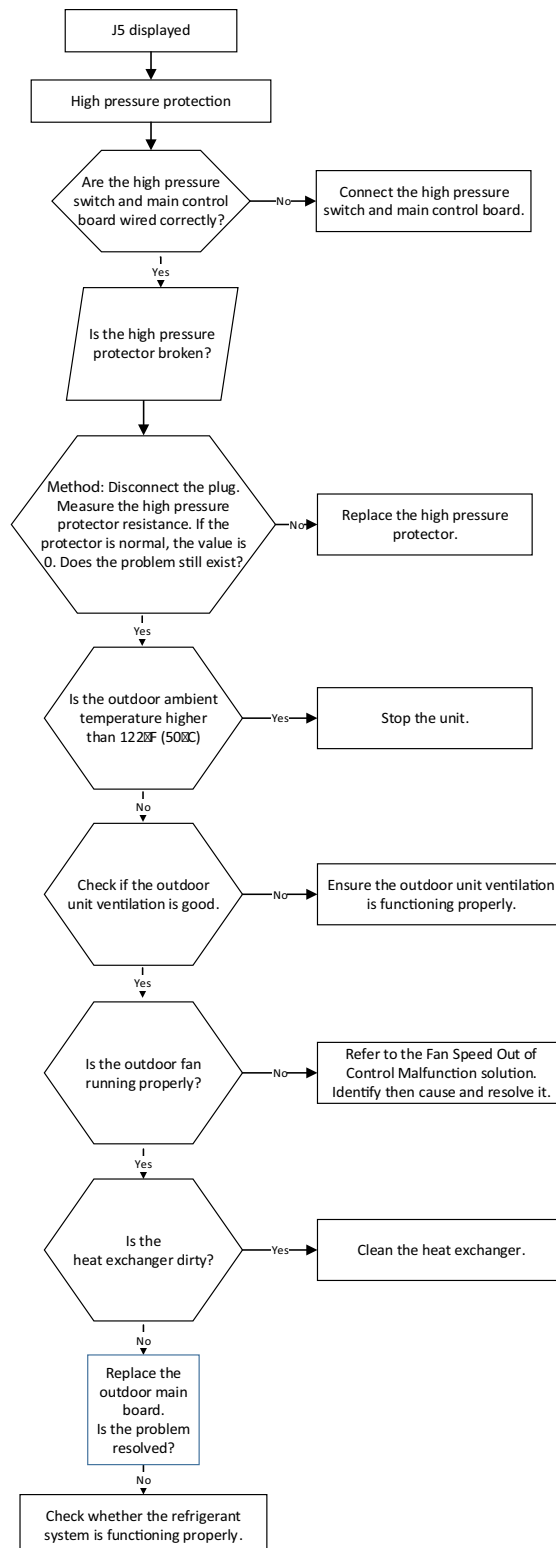 J5 displayed
High pressure protection
Are the high pressure
switch and main control
board wired correctly?
No
Connect the high pressure
switch and main control board.
Yes
Is the high pressure
protector broken?
Method: Disconnect the plug.
Measure the high pressure
protector resistance. If the
protector is normal, the value is
0. Does the problem still exist?
No
Replace the high pressure
protector.
Yes
Is the outdoor ambient
temperature higher
than 122�F (50�C)
Yes
Stop the unit.
No
Check if the outdoor
unit ventilation is good.
No
Ensure the outdoor unit ventilation
is functioning properly.
Yes
Is the outdoor fan
running properly?
No
Refer to the Fan Speed Out of
Control Malfunction solution.
Identify then cause and resolve it.
Yes
Is the
heat exchanger dirty?
Yes
Clean the heat exchanger.
No
Replace the
outdoor main
board.
Is the problem
resolved?
No
Check whether the refrigerant
system is functioning properly.